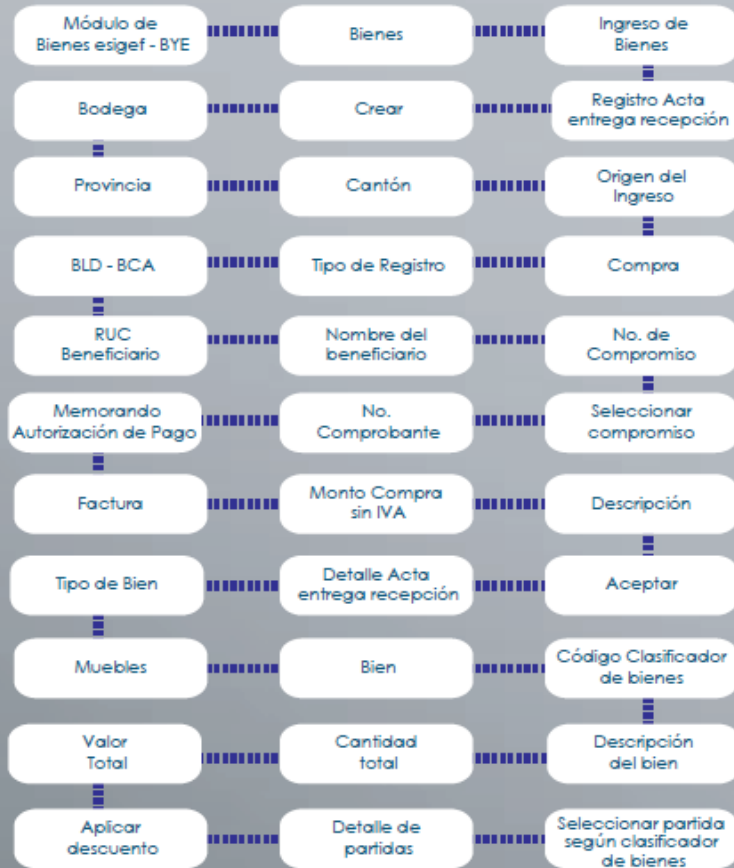 Módulo de
Bienes esigef - BYE
Bienes
Ingreso de
Bienes
Bodega
Crear
Registro Acta
entrega recepción
Provincia
Cantón
Origen del
Ingreso
BLD - BCA
Tipo de Registro
Compra
RUC
Beneficiario
Nombre del
beneficiario
No. de
Compromiso
Memorando
Autorización de Pago
No.
Comprobante
Seleccionar
compromiso
Factura
Monto Compra
sin IVA
Descripción
Tipo de Bien
Detalle Acta
entrega recepción
Aceptar
Muebles
Bien
Código Clasificador
de bienes
Valor
Total
Cantidad
total
Descripción
del bien
Aplicar
descuento
Detalle de
partidas
Seleccionar partida
según clasificador
de bienes